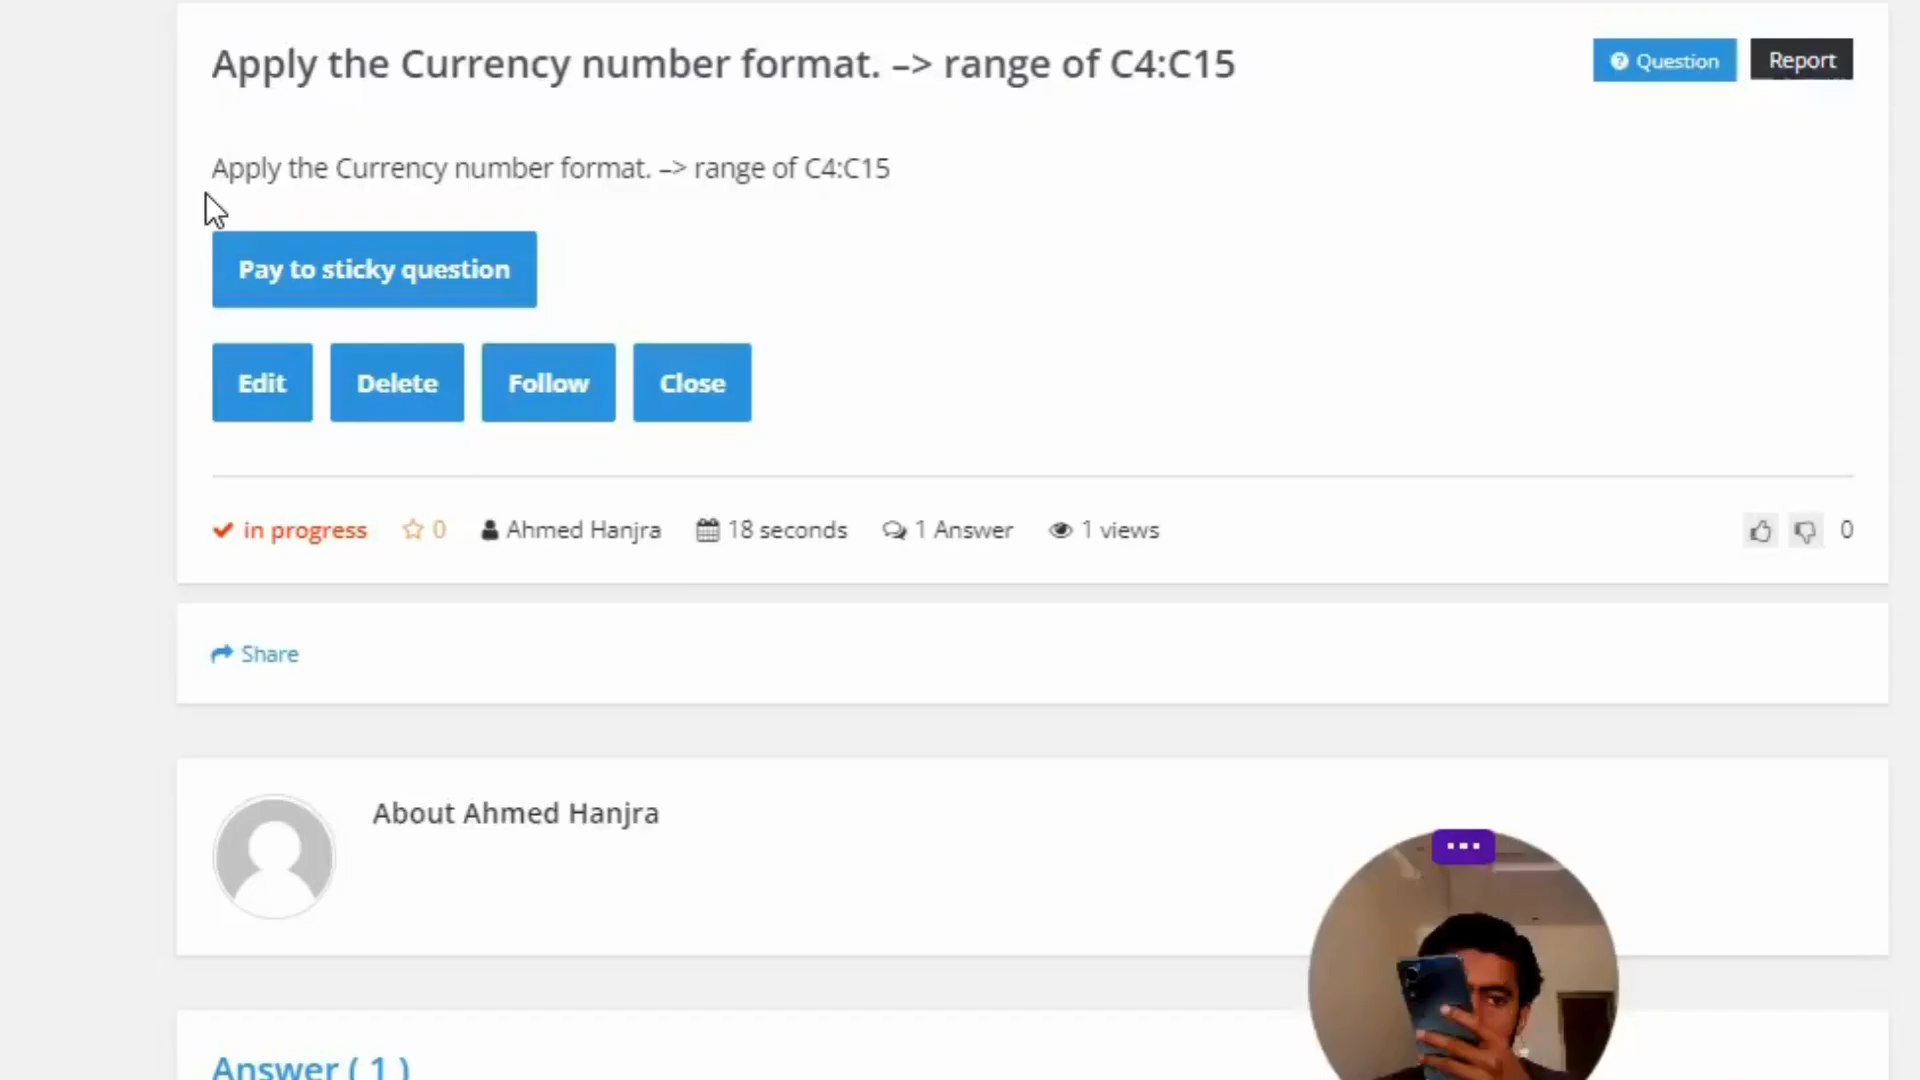 Apply the Currency number format. –> range of C4:C15
Question
Report
Apply the Currency number format. –> range of C4:C15
Pay to sticky question
Edit
Delete
Follow
Close
in progress
0
Ahmed Hanjra
18 seconds
1 Answer
1 views
0
Share
About Ahmed Hanjra
Answer ( 1 )